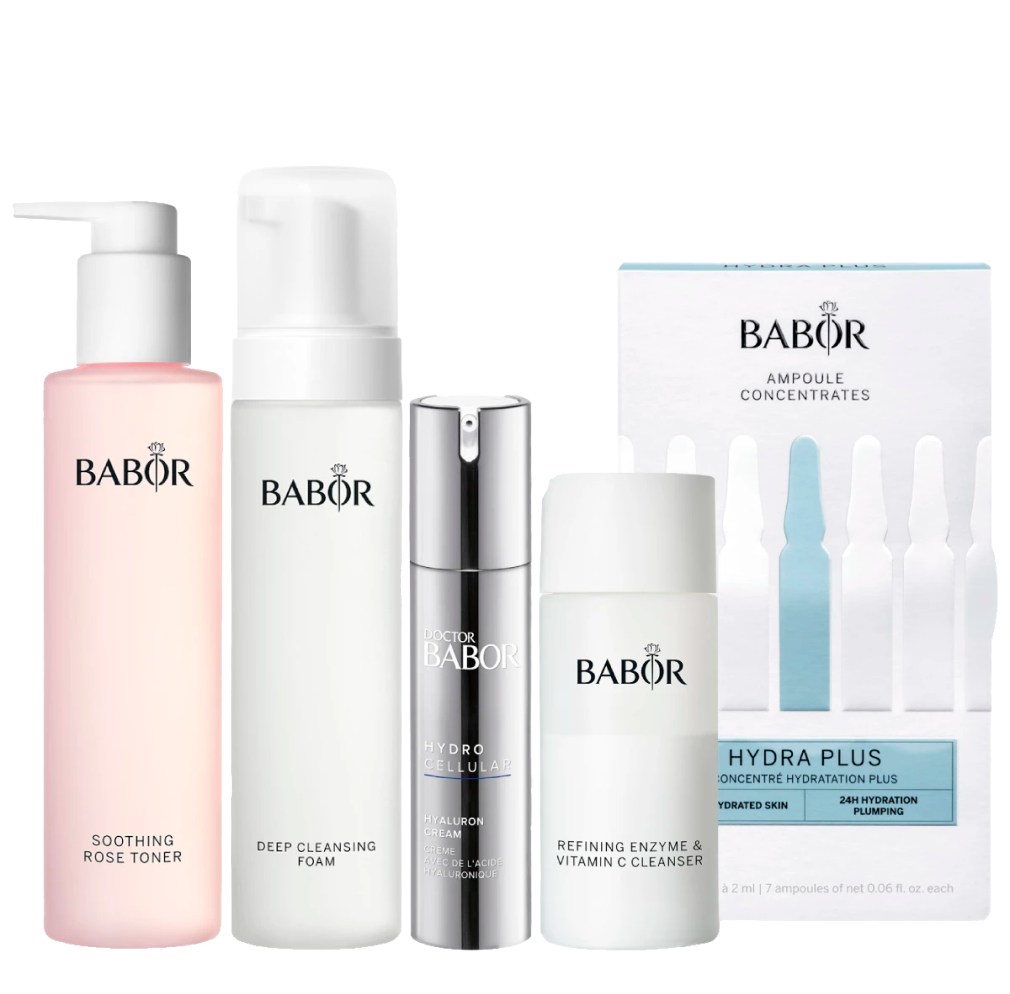 BABOR
SOOTHING
ROSE TONER
BABOR
DEEP CLEANSING
FOAM
DOCTOR
BABOR
HYDRO
CELLULAR
HYALURON
CREAM
CRÈME
AVEC DE L'ACIDE
HYALURONIQUE
BABOR
REFINING ENZYME &
VITAMIN C CLEANSER
HYDRA PLUS
BABOR
AMPOULE
CONCENTRATES
HYDRA PLUS
CONCENTRÉ HYDRATATION PLUS
YDRATED SKIN
24H HYDRATION
PLUMPING
à 2 ml | 7 ampoules of net 0.06 fl. oz. each